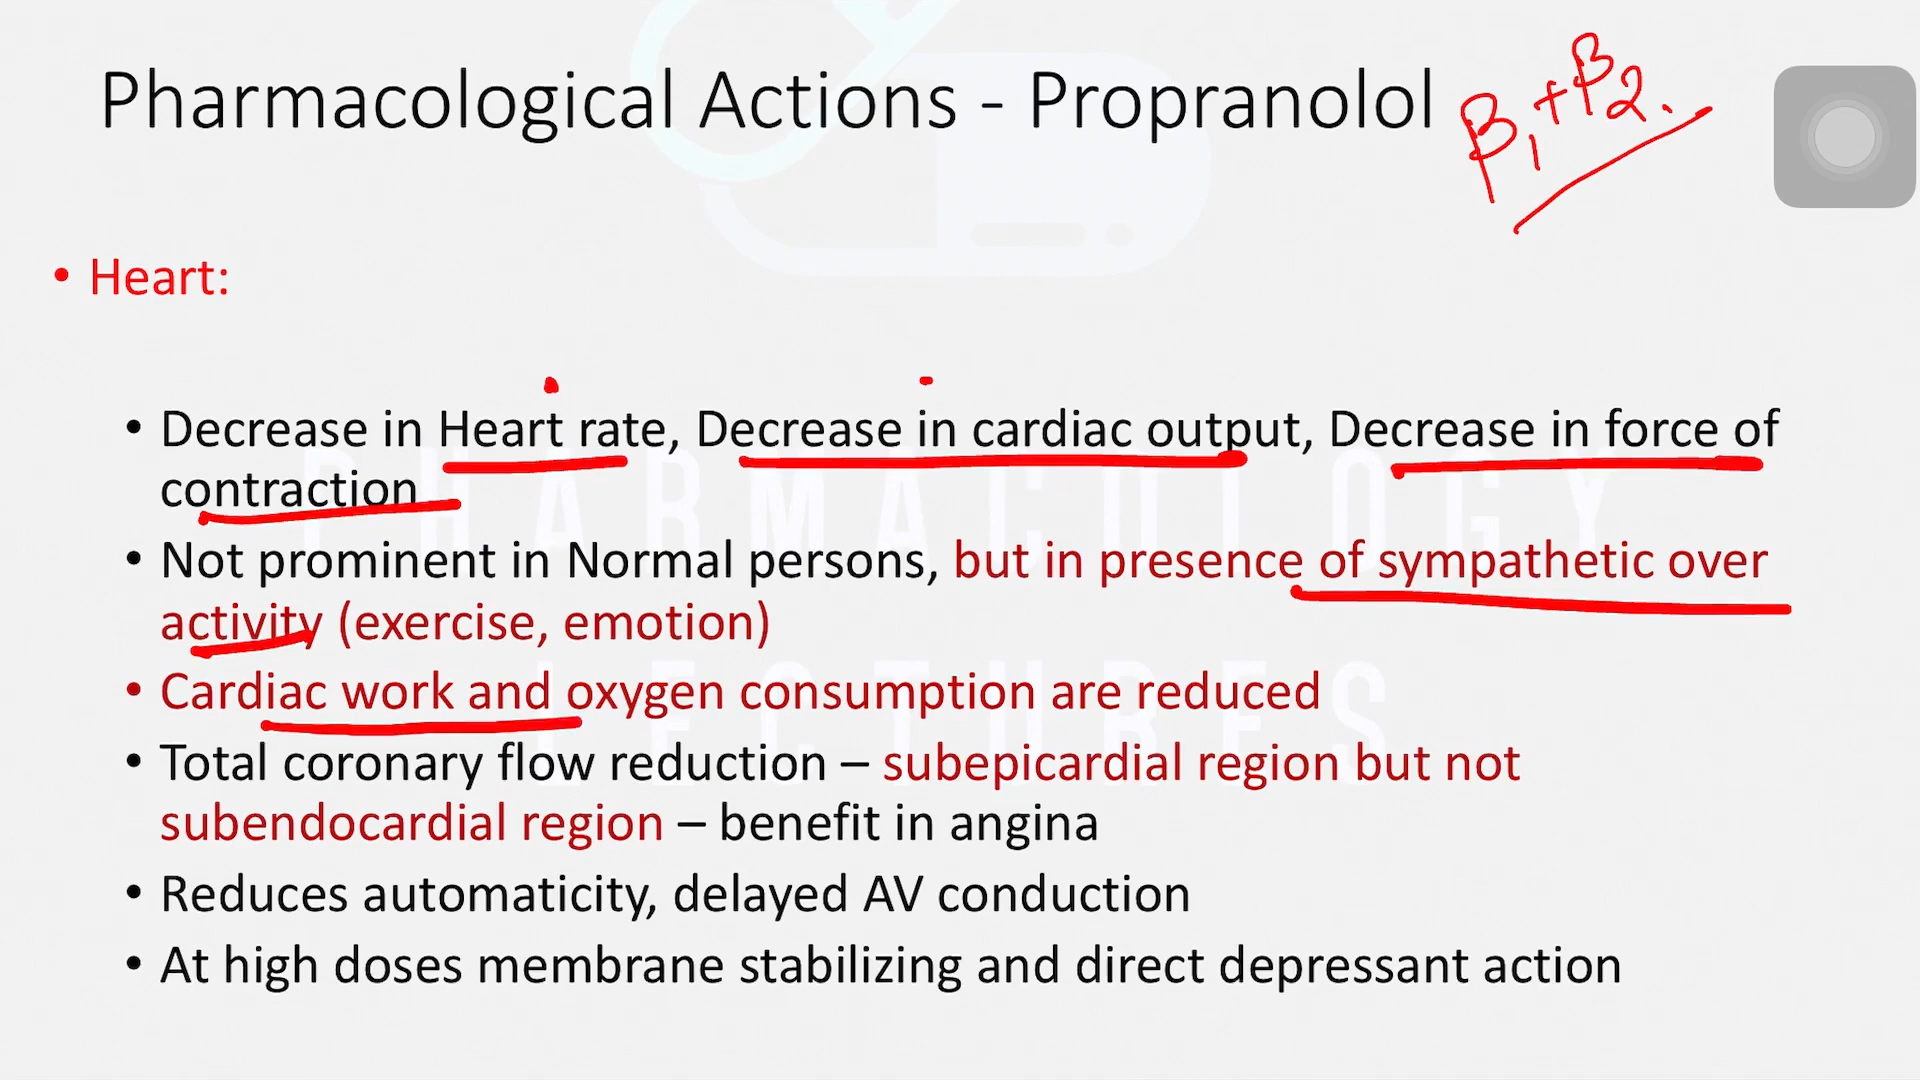 Pharmacological Actions - Propranolol
β1+β2.
• Heart:
• Decrease in Heart rate, Decrease in cardiac output, Decrease in force of
contraction
• Not prominent in Normal persons, but in presence of sympathetic over
activity (exercise, emotion)
• Cardiac work and oxygen consumption are reduced
• Total coronary flow reduction – subepicardial region but not
subendocardial region – benefit in angina
• Reduces automaticity, delayed AV conduction
• At high doses membrane stabilizing and direct depressant action
PHARMACOLOGY
LECTURES